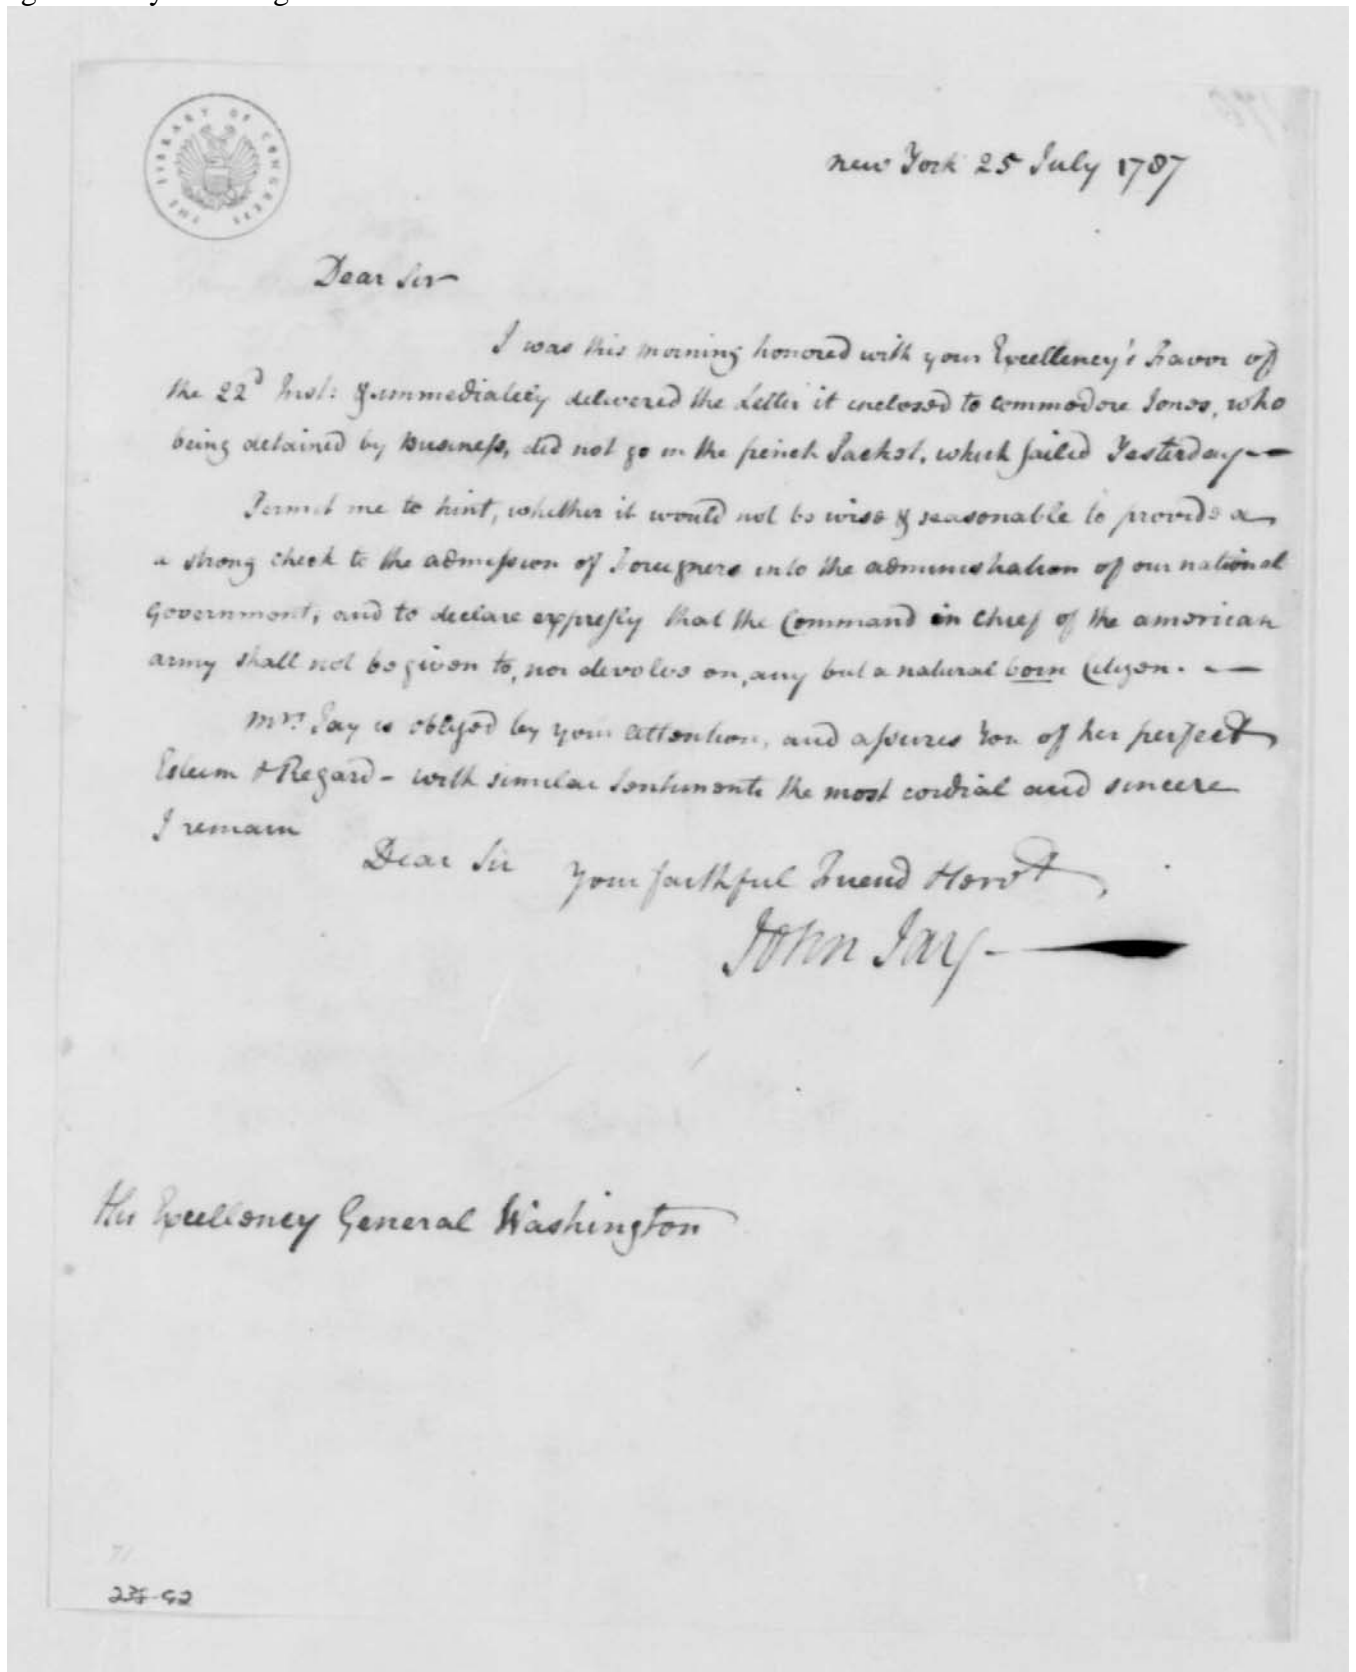 THE LIBRARY OF CONGRESS
new York 25 July 1787
Dear Sir
I was this morning honored with your Excellency's Favor of
the 22d Inst: & immediately delivered the Letter it enclosed to commodore Jones, who
being detained by Business, did not go in the french Packet, which sailed Yesterday—
Permit me to hint, whether it would not be wise & seasonable to provide a
a strong check to the admission of Foreigners into the administration of our national
Government, and to declare expressly that the Command in chief of the american
army shall not be given to, nor devolve on, any but a natural born Citizen. —
Mrs. Jay is obliged by your attention, and assures You of her perfect
Esteem & Regard - with similar Sentiments the most cordial and sincere
I remain
Dear Sir Your faithful Friend & Servt
John Jay —
His Excellency General Washington